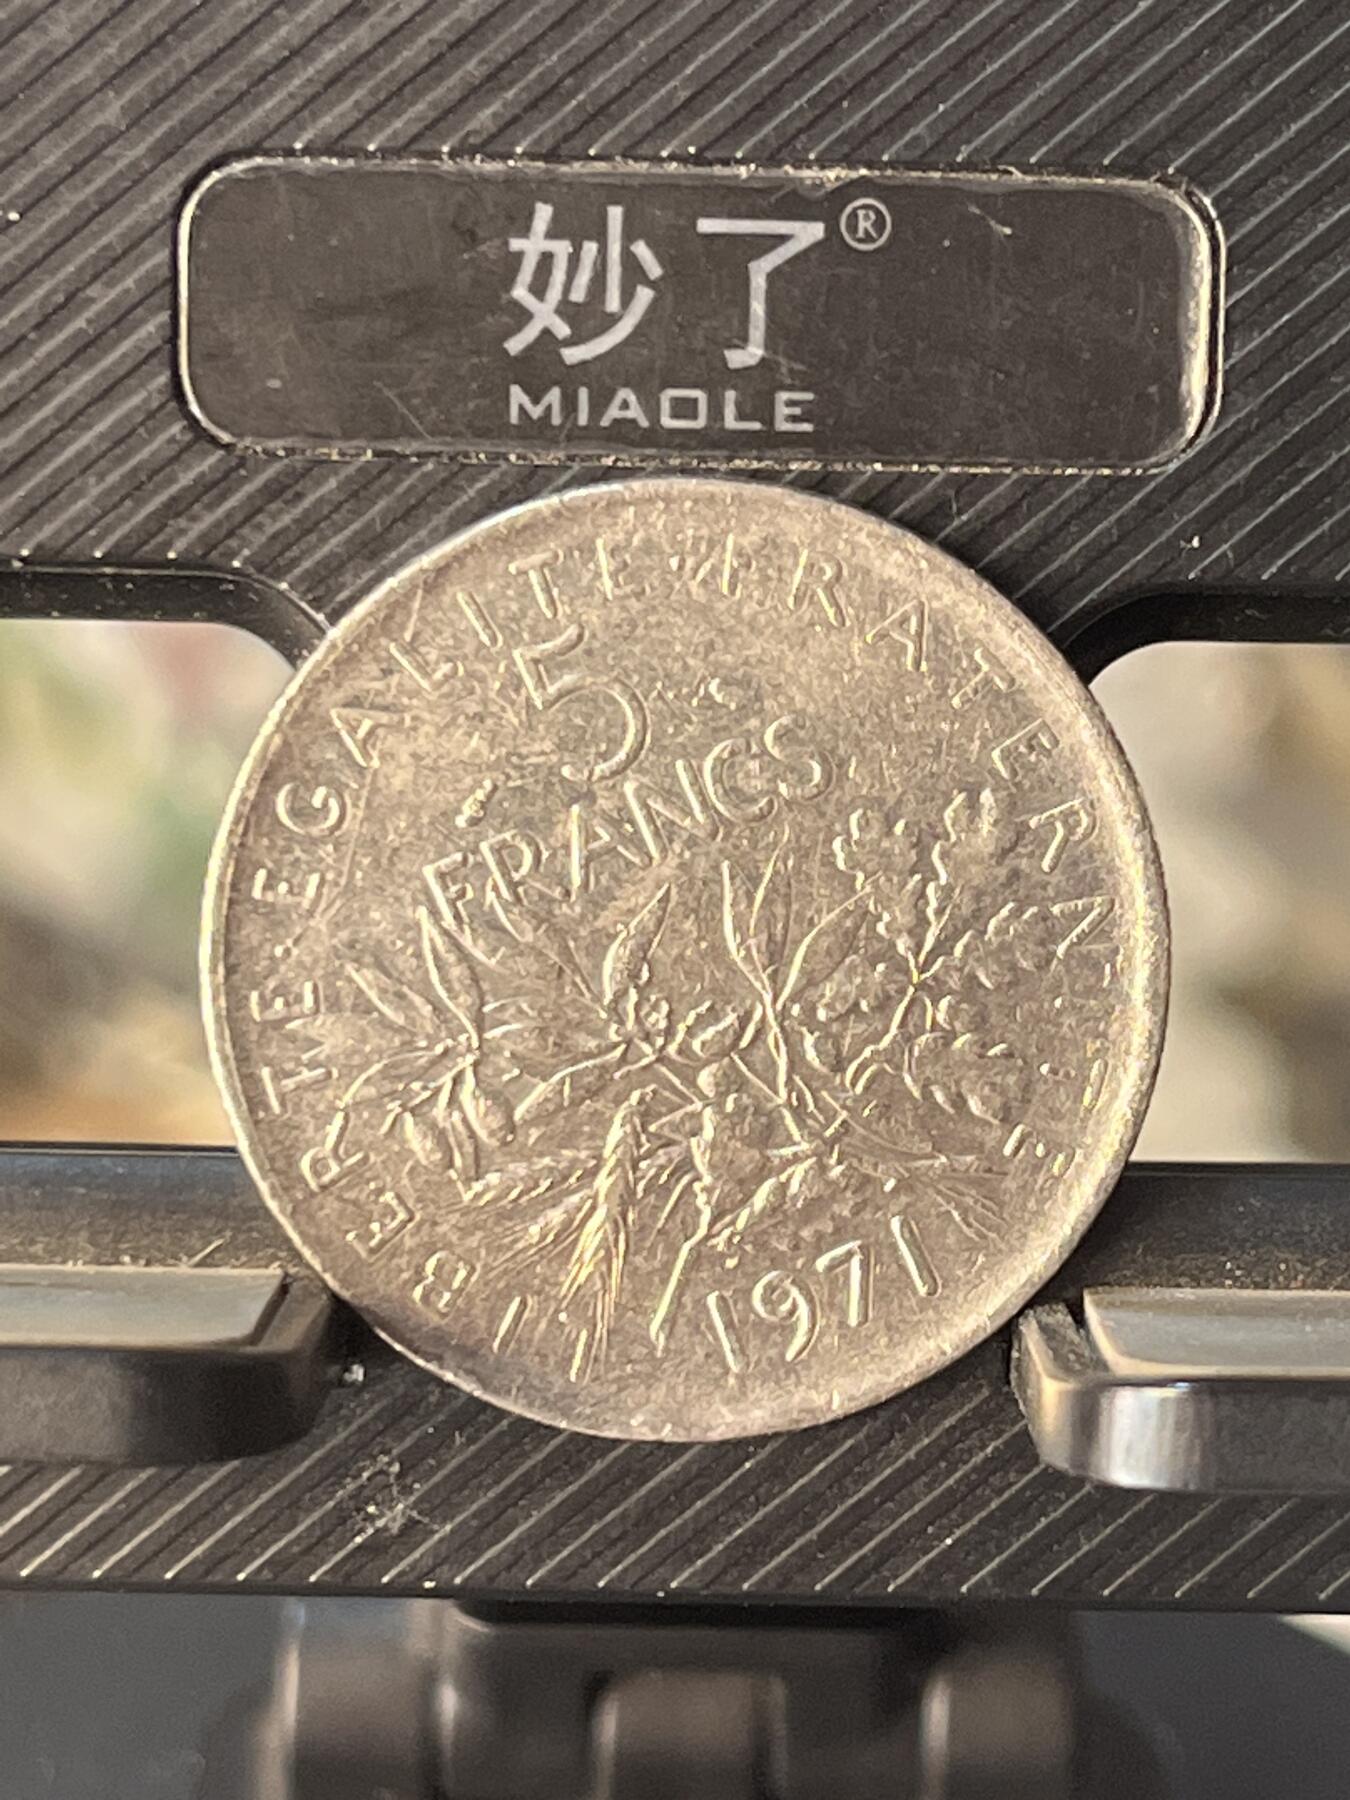 妙了®
MIAOLE
LIBERTE·EGALITE·FRATERNITE
5
FRANCS
1971